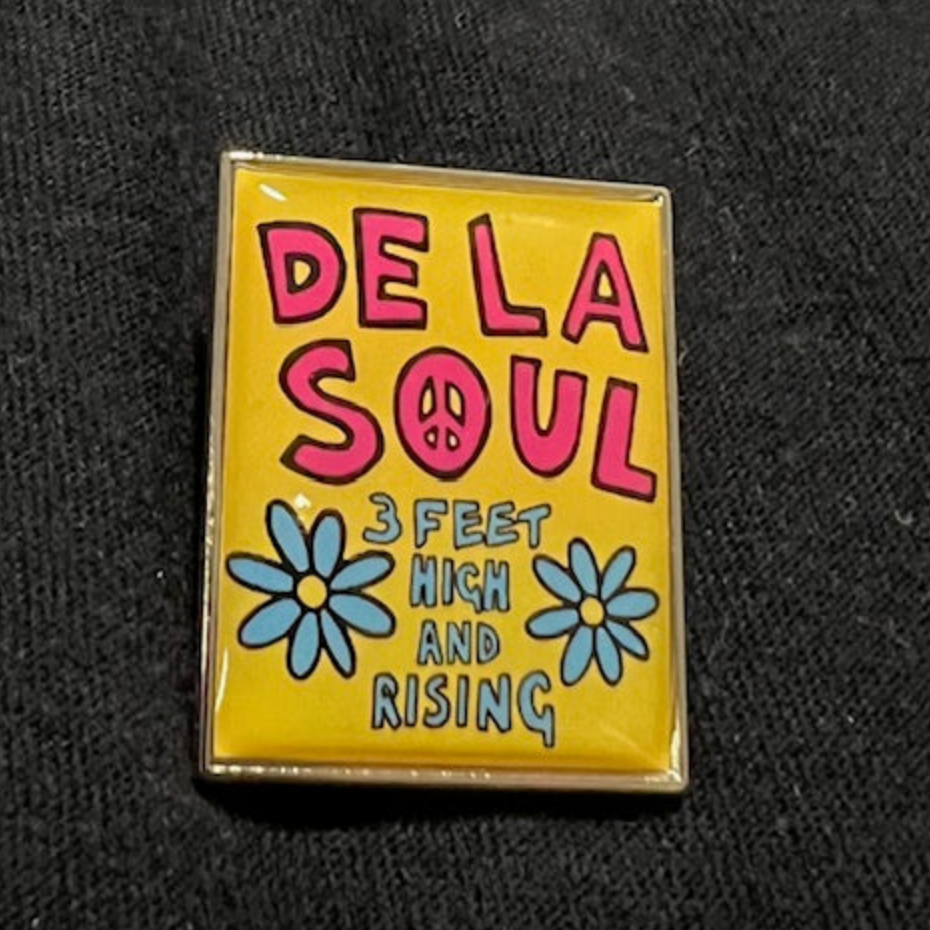 DE LA
SOUL
3 FEET
HIGH
AND
RISING